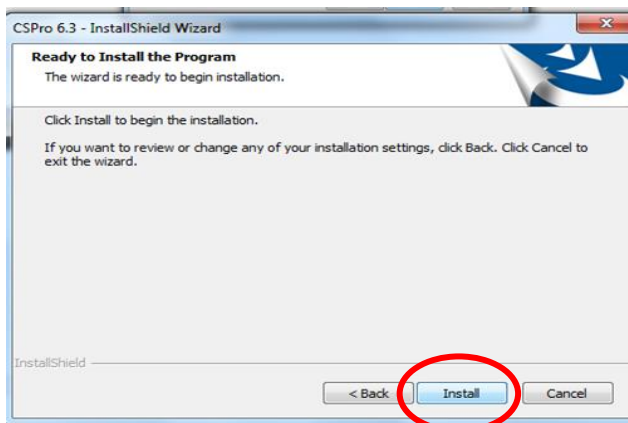 CSPro 6.3 - InstallShield Wizard
Ready to Install the Program
The wizard is ready to begin installation.
Click Install to begin the installation.
If you want to review or change any of your installation settings, click Back. Click Cancel to
exit the wizard.
InstallShield
< Back Install Cancel